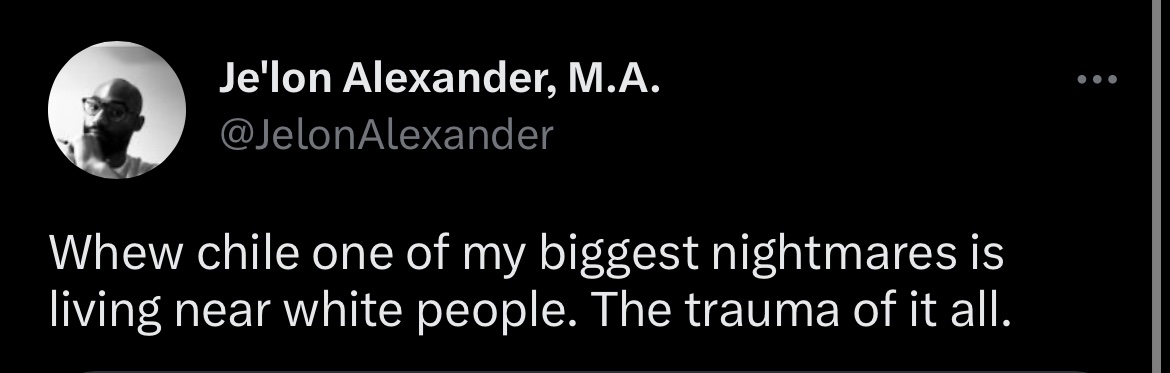 Je'lon Alexander, M.A.
@JelonAlexander
Whew chile one of my biggest nightmares is
living near white people. The trauma of it all.